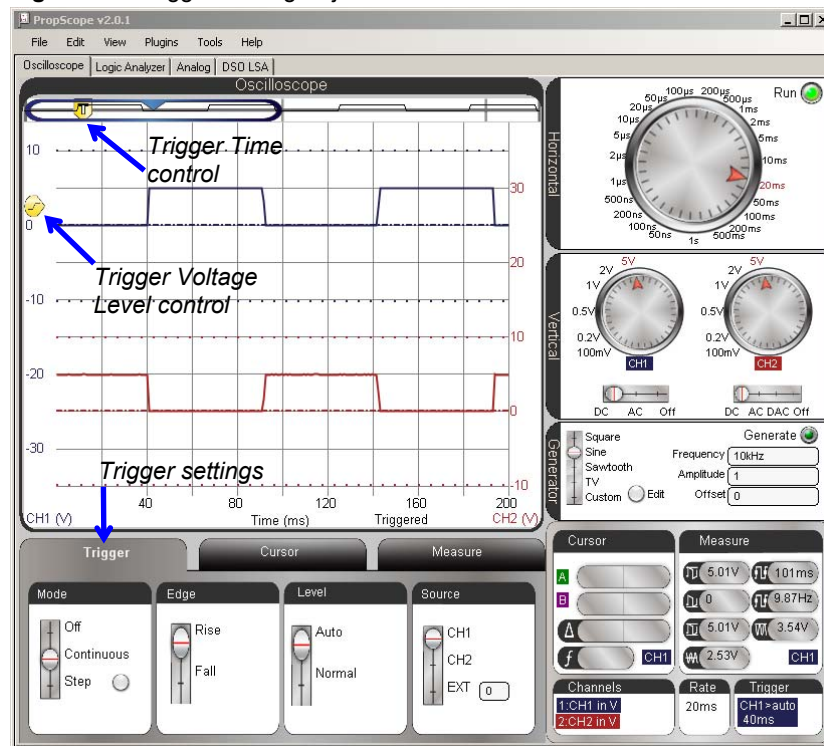 PropScope v2.0.1
File Edit View Plugins Tools Help
Oscilloscope Logic Analyzer Analog DSO LSA
Oscilloscope
T
Trigger Time
control
Trigger Voltage
Level control
Trigger settings
10
0
-10
-20
-30
30
20
10
0
-10
40 80 120 160 200
CH1 (V) Time (ms) Triggered CH2 (V)
Horizontal
Run
50ns
100ns
200ns
500ns
1µs
2µs
5µs
10µs
20µs
50µs
100µs
200µs
500µs
1ms
2ms
5ms
10ms
20ms
50ms
100ms
200ms
500ms
1s
Vertical
5V
2V
1V
0.5V
0.2V
100mV
CH1
DC AC Off
5V
2V
1V
0.5V
0.2V
100mV
CH2
DC AC DAC Off
Generator
Square
Sine
Sawtooth
TV
Custom Edit
Generate
Frequency 10kHz
Amplitude 1
Offset 0
Trigger Cursor Measure
Mode
Off
Continuous
Step
Edge
Rise
Fall
Level
Auto
Normal
Source
CH1
CH2
EXT 0
Cursor
A
B
Δ
f CH1
Measure
5.01V 101ms
0 9.87Hz
5.01V 3.54V
2.53V CH1
Channels
1:CH1 in V
2:CH2 in V
Rate
20ms
Trigger
CH1>auto
40ms